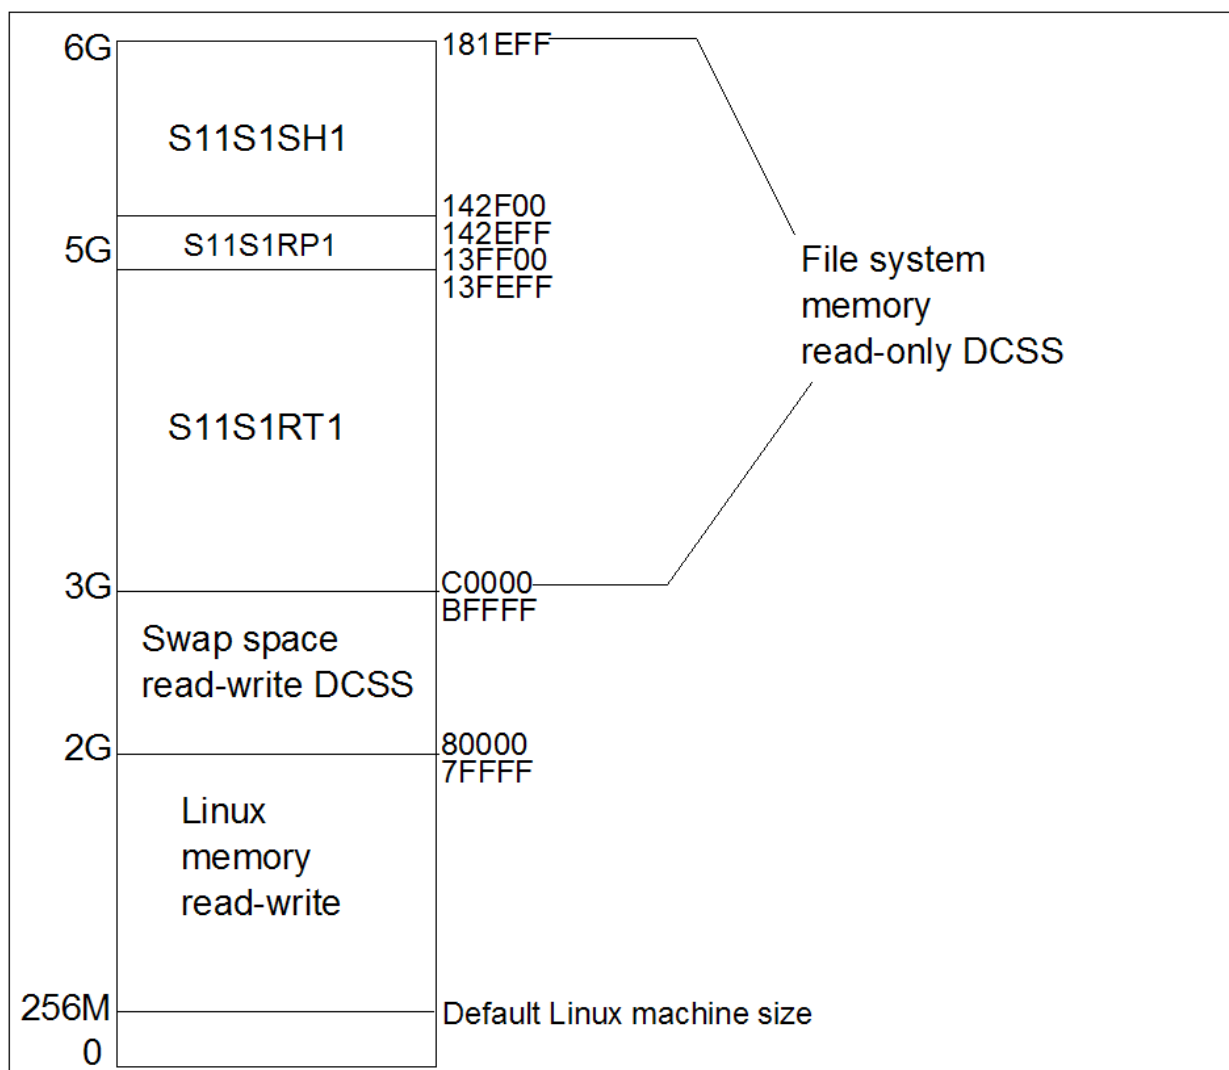 6G
181EFF
S11S1SH1
142F00
142EFF
5G
S11S1RP1
13FF00
13FEFF
File system
memory
read-only DCSS
S11S1RT1
3G
C0000
BFFFF
Swap space
read-write DCSS
2G
80000
7FFFF
Linux
memory
read-write
256M
Default Linux machine size
0